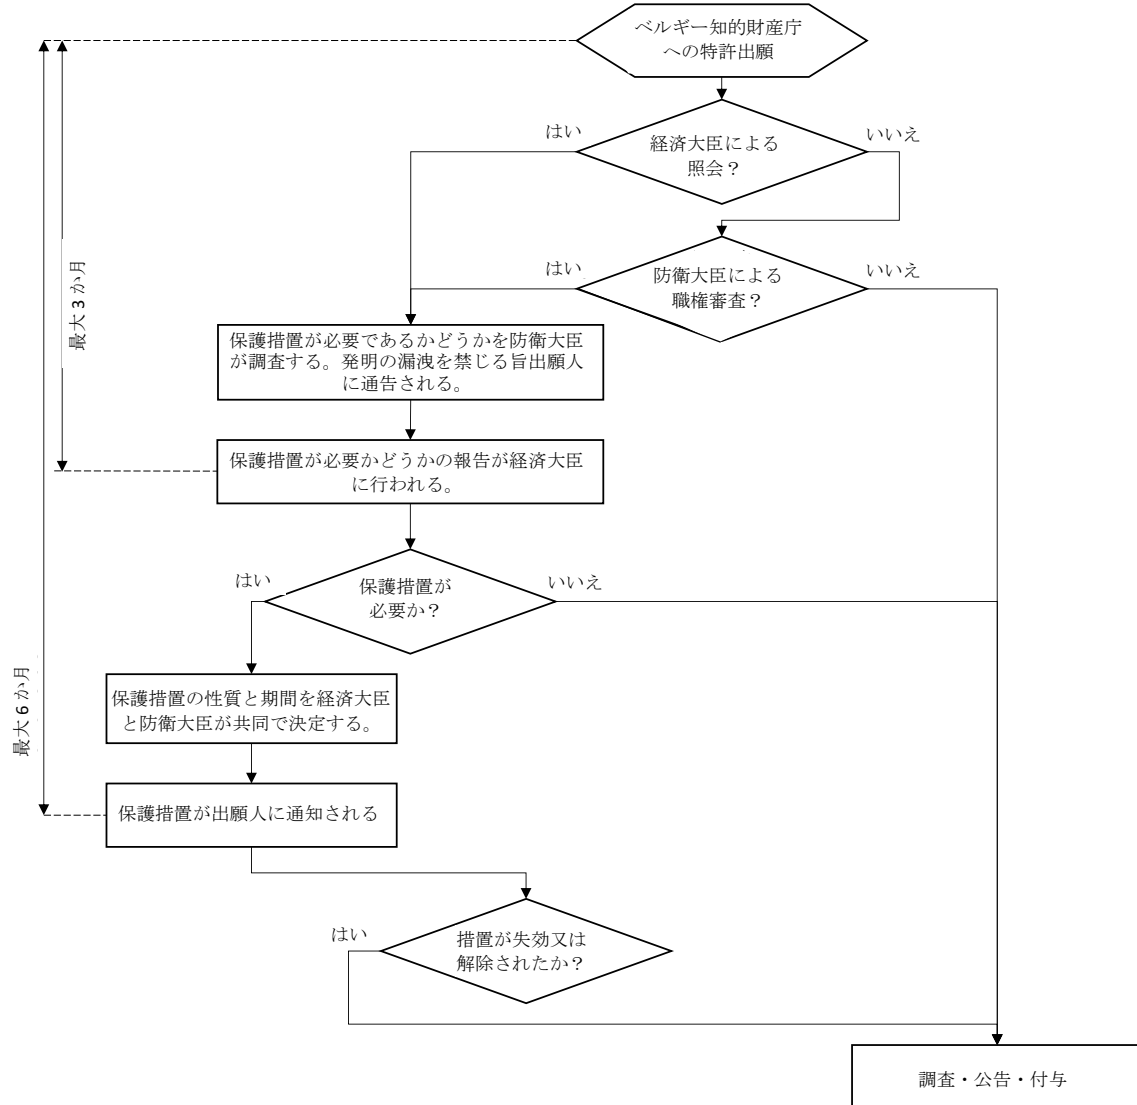 ベルギー知的財産庁
への特許出願
経済大臣による
照会？
はい
いいえ
防衛大臣による
職権審査？
はい
いいえ
最大 3 か月
保護措置が必要であるかどうかを防衛大臣
が調査する。発明の漏洩を禁じる旨出願人
に通告される。
保護措置が必要かどうかの報告が経済大臣
に行われる。
保護措置が
必要か？
はい
いいえ
最大 6 か月
保護措置の性質と期間を経済大臣
と防衛大臣が共同で決定する。
保護措置が出願人に通知される
措置が失効又は
解除されたか？
はい
調査・公告・付与